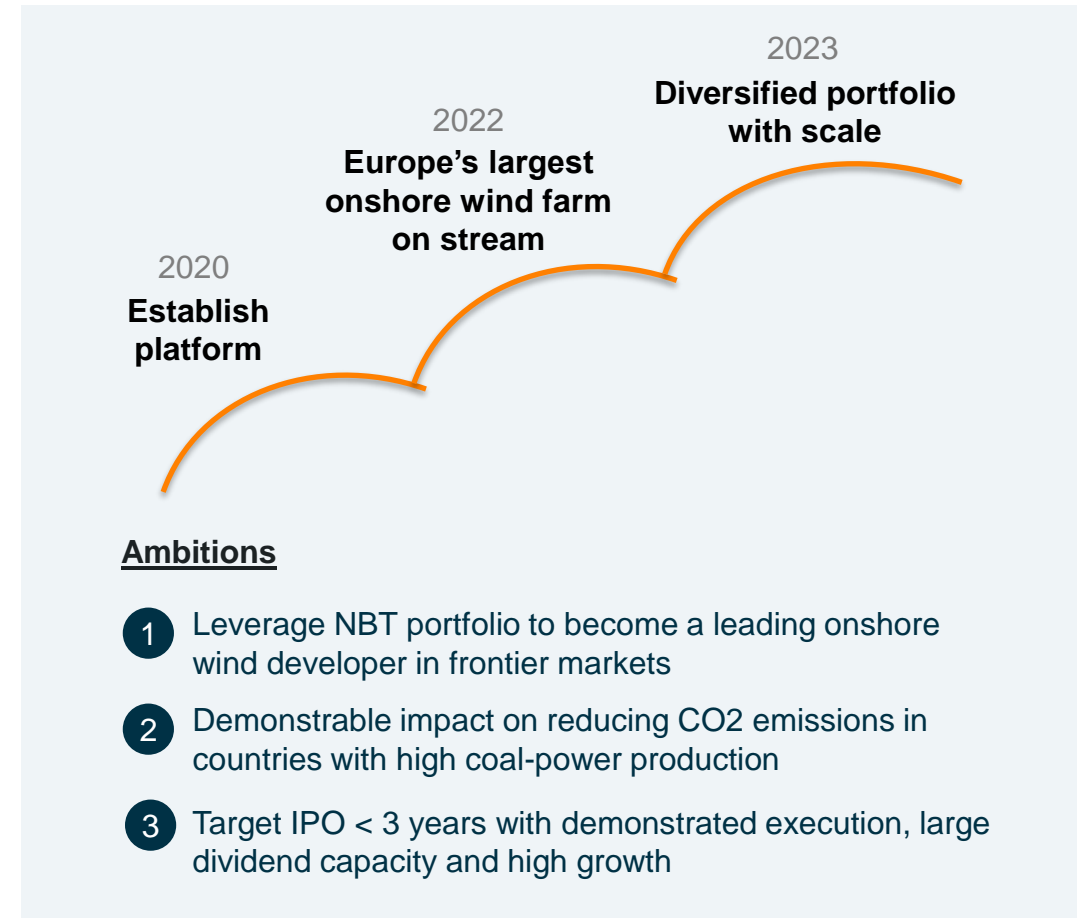 2023
Diversified portfolio
with scale
2022
Europe’s largest
onshore wind farm
on stream
2020
Establish
platform
Ambitions
1 Leverage NBT portfolio to become a leading onshore
wind developer in frontier markets
2 Demonstrable impact on reducing CO2 emissions in
countries with high coal-power production
3 Target IPO < 3 years with demonstrated execution, large
dividend capacity and high growth